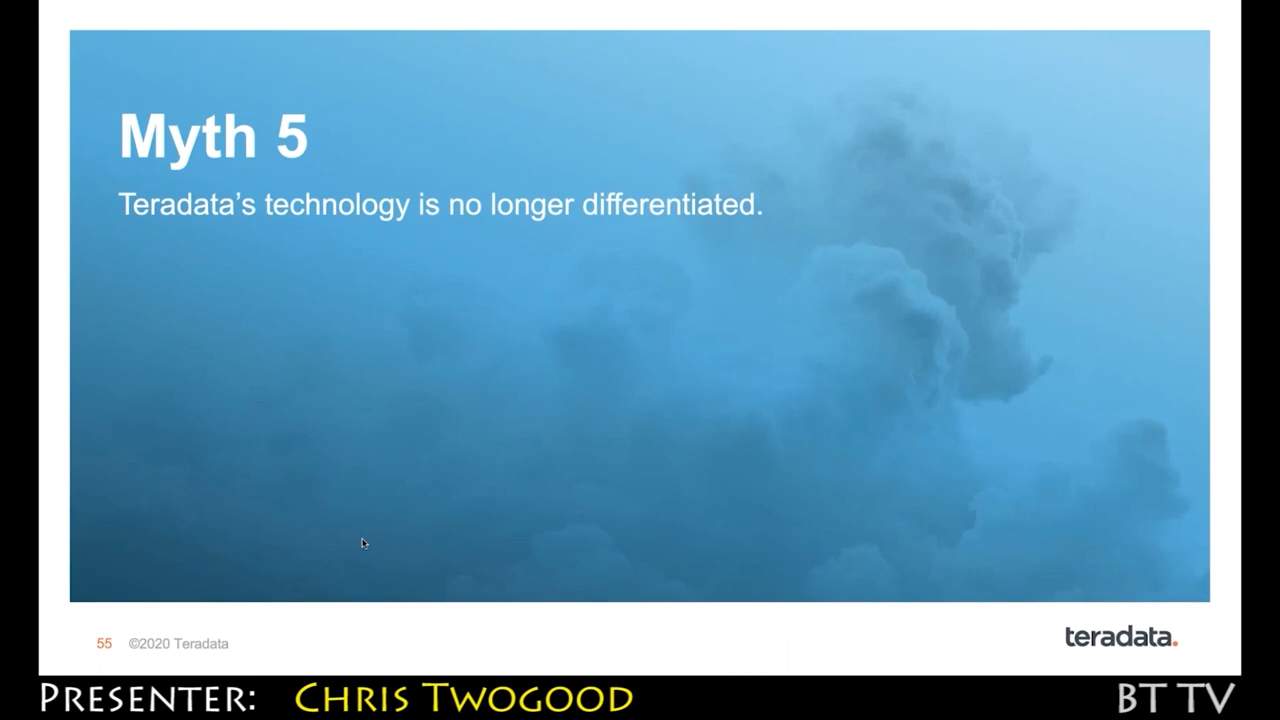 Myth 5
Teradata’s technology is no longer differentiated.
55 ©2020 Teradata
teradata.
PRESENTER: CHRIS TWOGOOD
BT TV